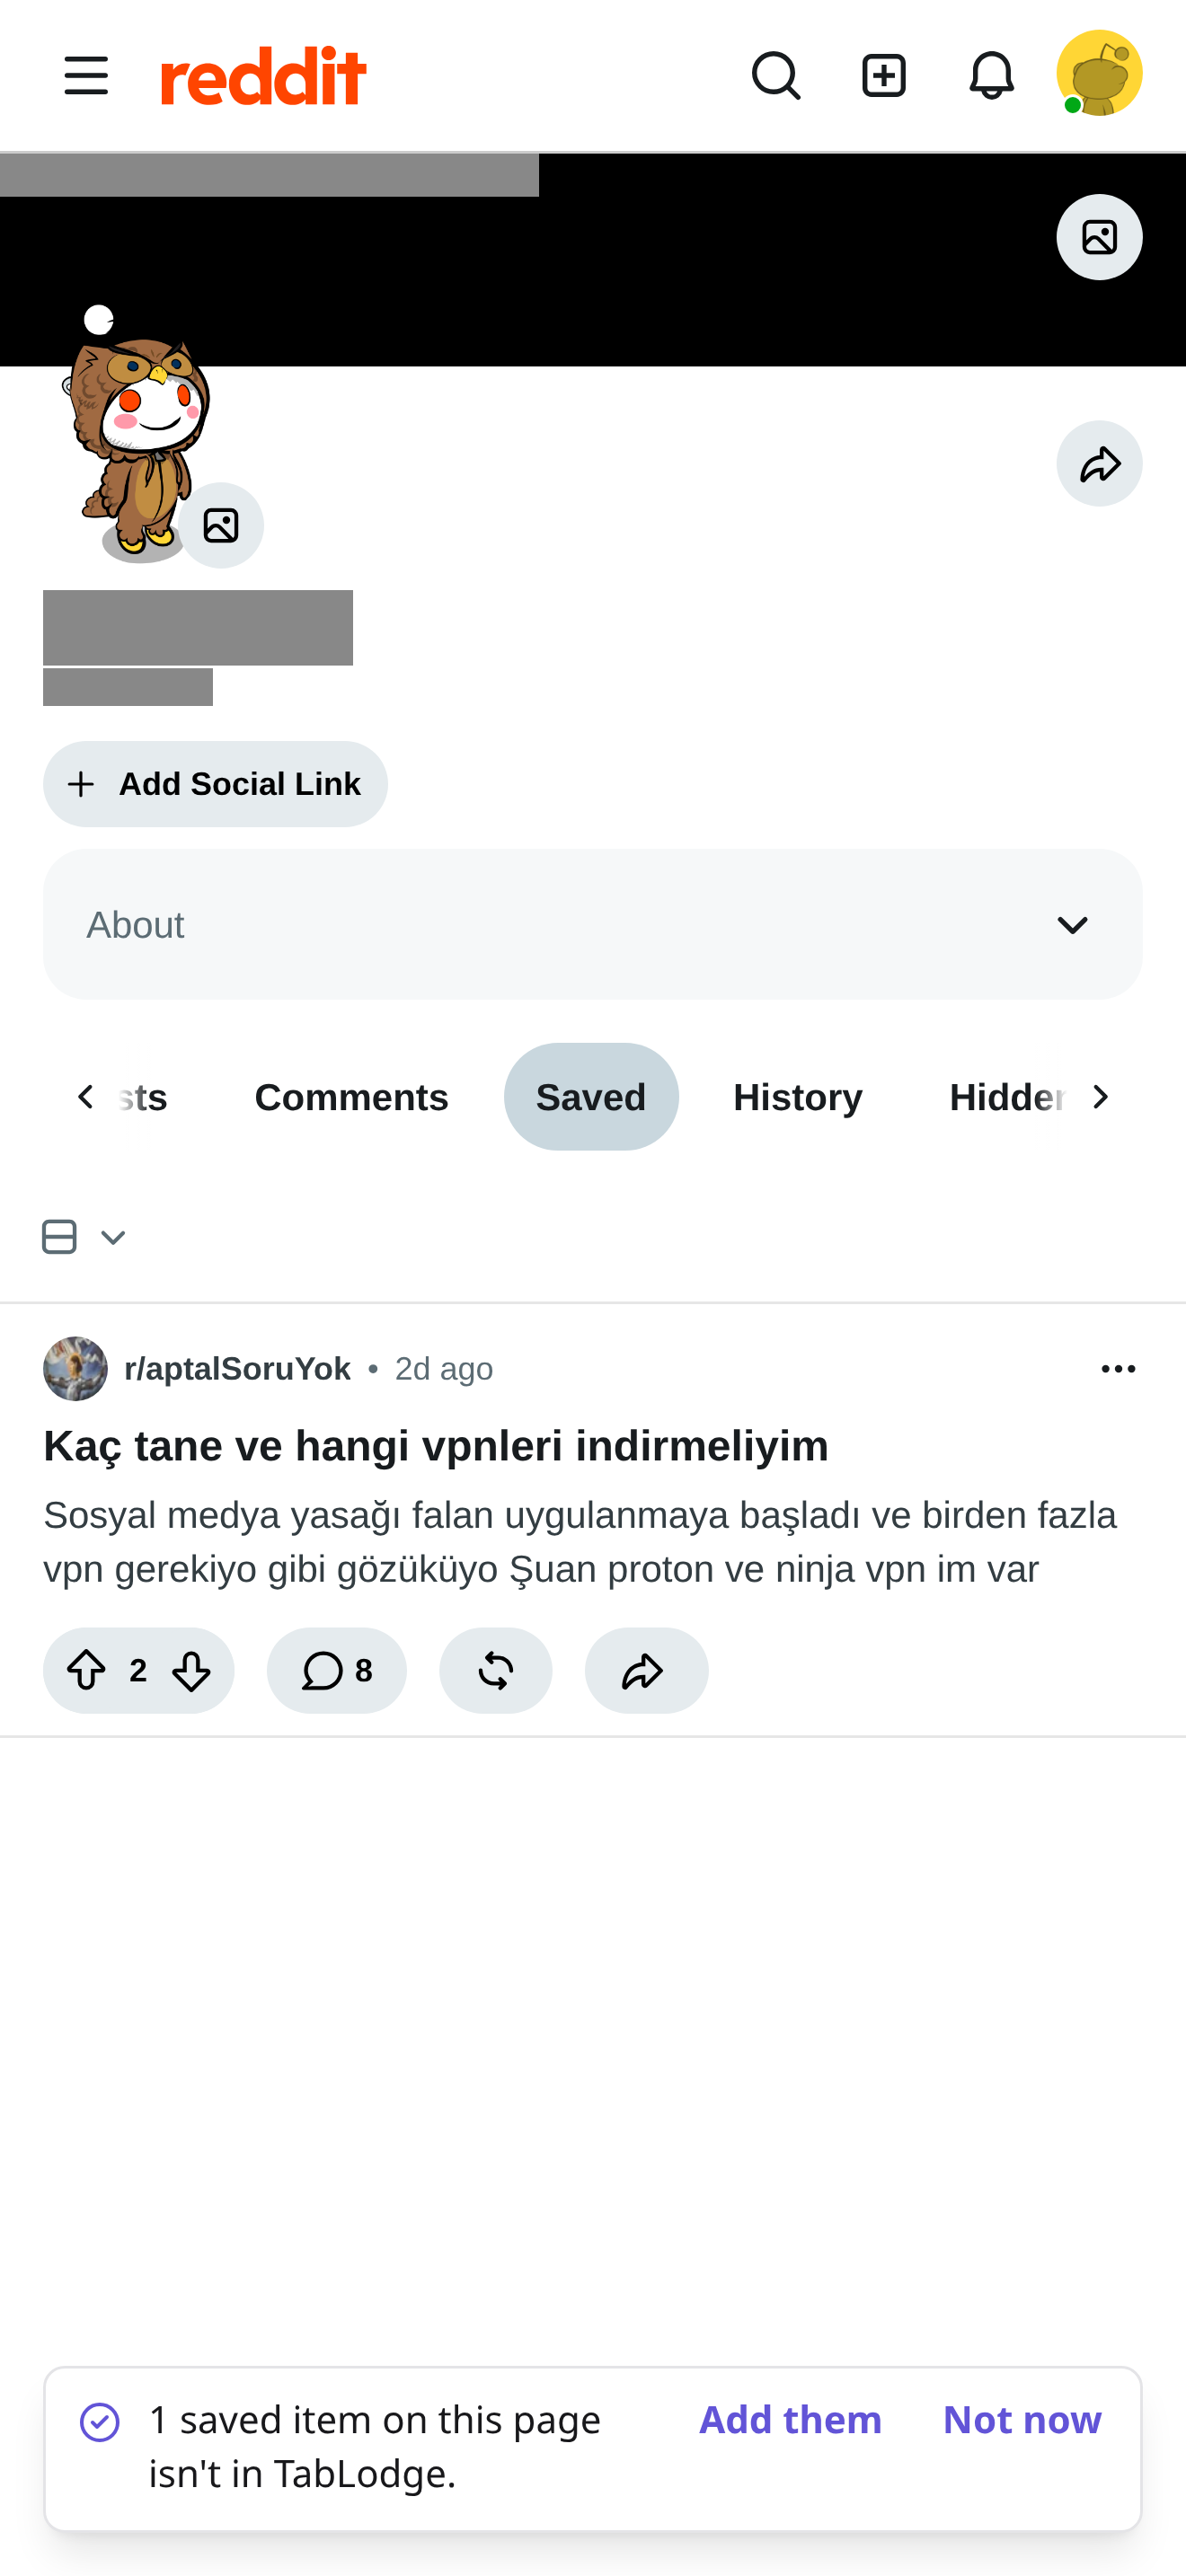 reddit
Add Social Link
About
sts
Comments
Saved
History
Hidden
r/aptalSoruYok • 2d ago
Kaç tane ve hangi vpnleri indirmeliyim
Sosyal medya yasağı falan uygulanmaya başladı ve birden fazla
vpn gerekiyo gibi gözüküyo Şuan proton ve ninja vpn im var
2
8
1 saved item on this page
isn't in TabLodge.
Add them
Not now